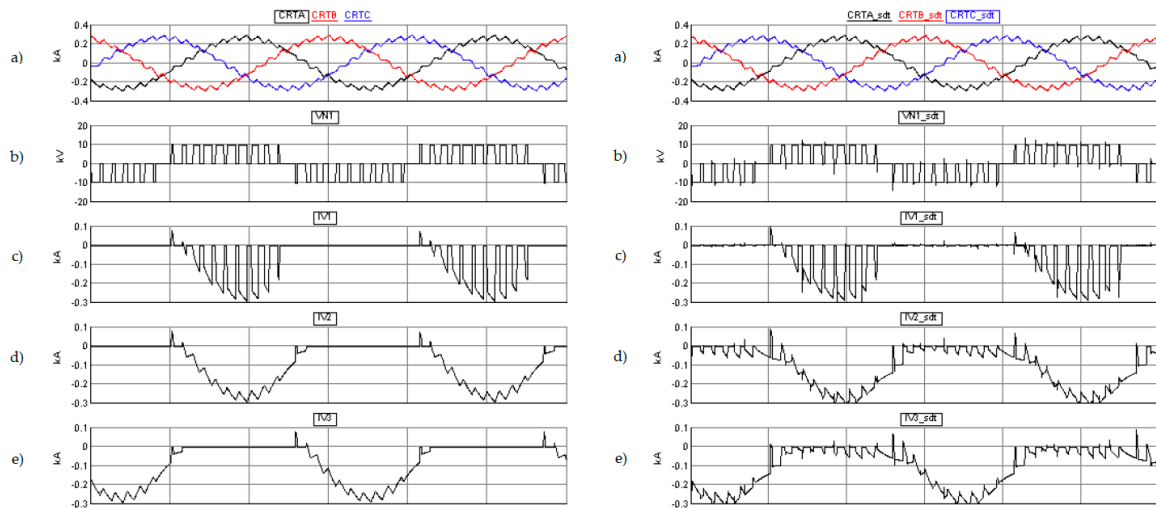 CRTA CRTB CRTC
a)
kA
0.4
0.2
0
-0.2
-0.4
VN1
b)
kV
20
10
0
-10
-20
IV1
c)
kA
0.1
0
-0.1
-0.2
-0.3
IV2
d)
kA
0.1
0
-0.1
-0.2
-0.3
IV3
e)
kA
0.1
0
-0.1
-0.2
-0.3
CRTA_sdt CRTB_sdt CRTC_sdt
a)
kA
0.4
0.2
0
-0.2
-0.4
VN1_sdt
b)
kV
20
10
0
-10
-20
IV1_sdt
c)
kA
0.1
0
-0.1
-0.2
-0.3
IV2_sdt
d)
kA
0.1
0
-0.1
-0.2
-0.3
IV3_sdt
e)
kA
0.1
0
-0.1
-0.2
-0.3